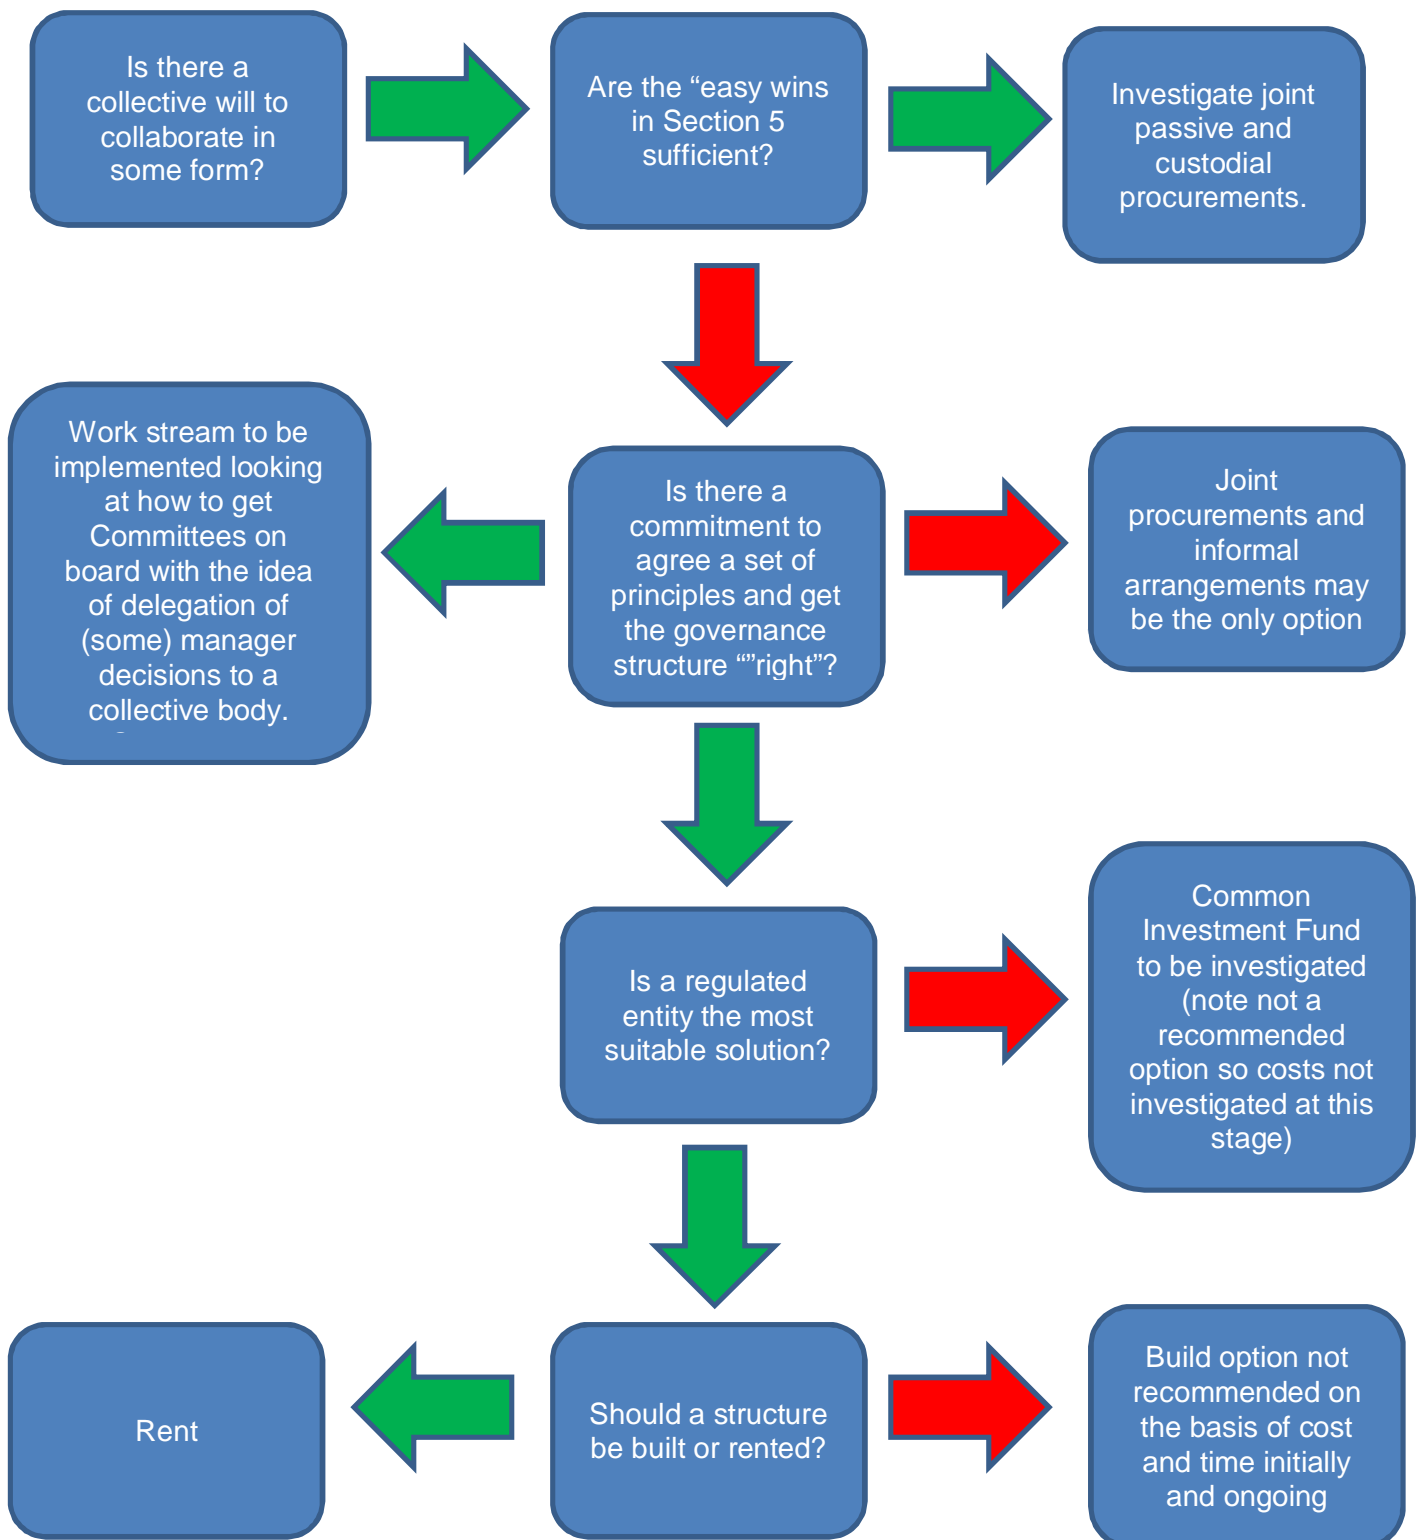 Is there a
collective will to
collaborate in
some form?
Are the “easy wins
in Section 5
sufficient?
Investigate joint
passive and
custodial
procurements.
Work stream to be
implemented looking
at how to get
Committees on
board with the idea
of delegation of
(some) manager
decisions to a
collective body.
Is there a
commitment to
agree a set of
principles and get
the governance
structure “”right”?
Joint
procurements and
informal
arrangements may
be the only option
Is a regulated
entity the most
suitable solution?
Common
Investment Fund
to be investigated
(note not a
recommended
option so costs not
investigated at this
stage)
Rent
Should a structure
be built or rented?
Build option not
recommended on
the basis of cost
and time initially
and ongoing